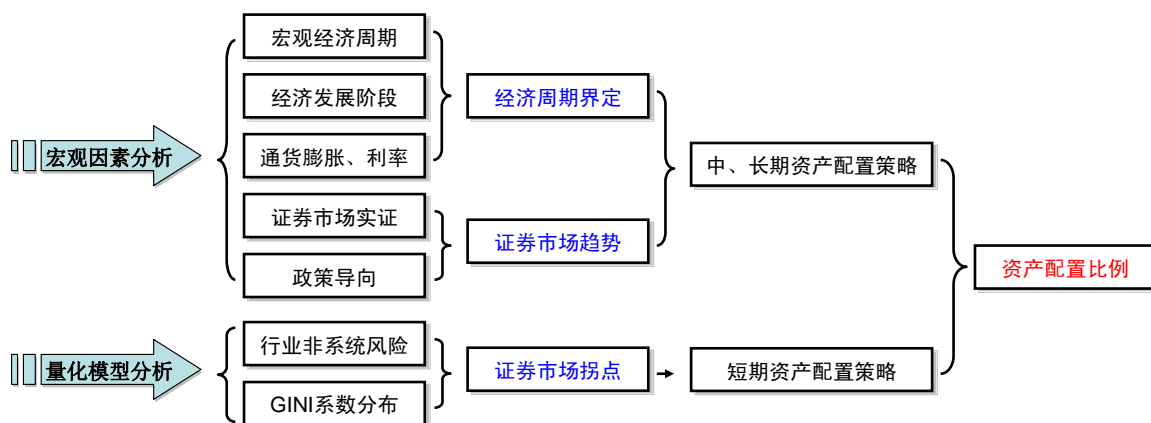 宏观因素分析
宏观经济周期
经济发展阶段
通货膨胀、利率
证券市场实证
政策导向
经济周期界定
证券市场趋势
中、长期资产配置策略
资产配置比例
量化模型分析
行业非系统风险
GINI系数分布
证券市场拐点
短期资产配置策略